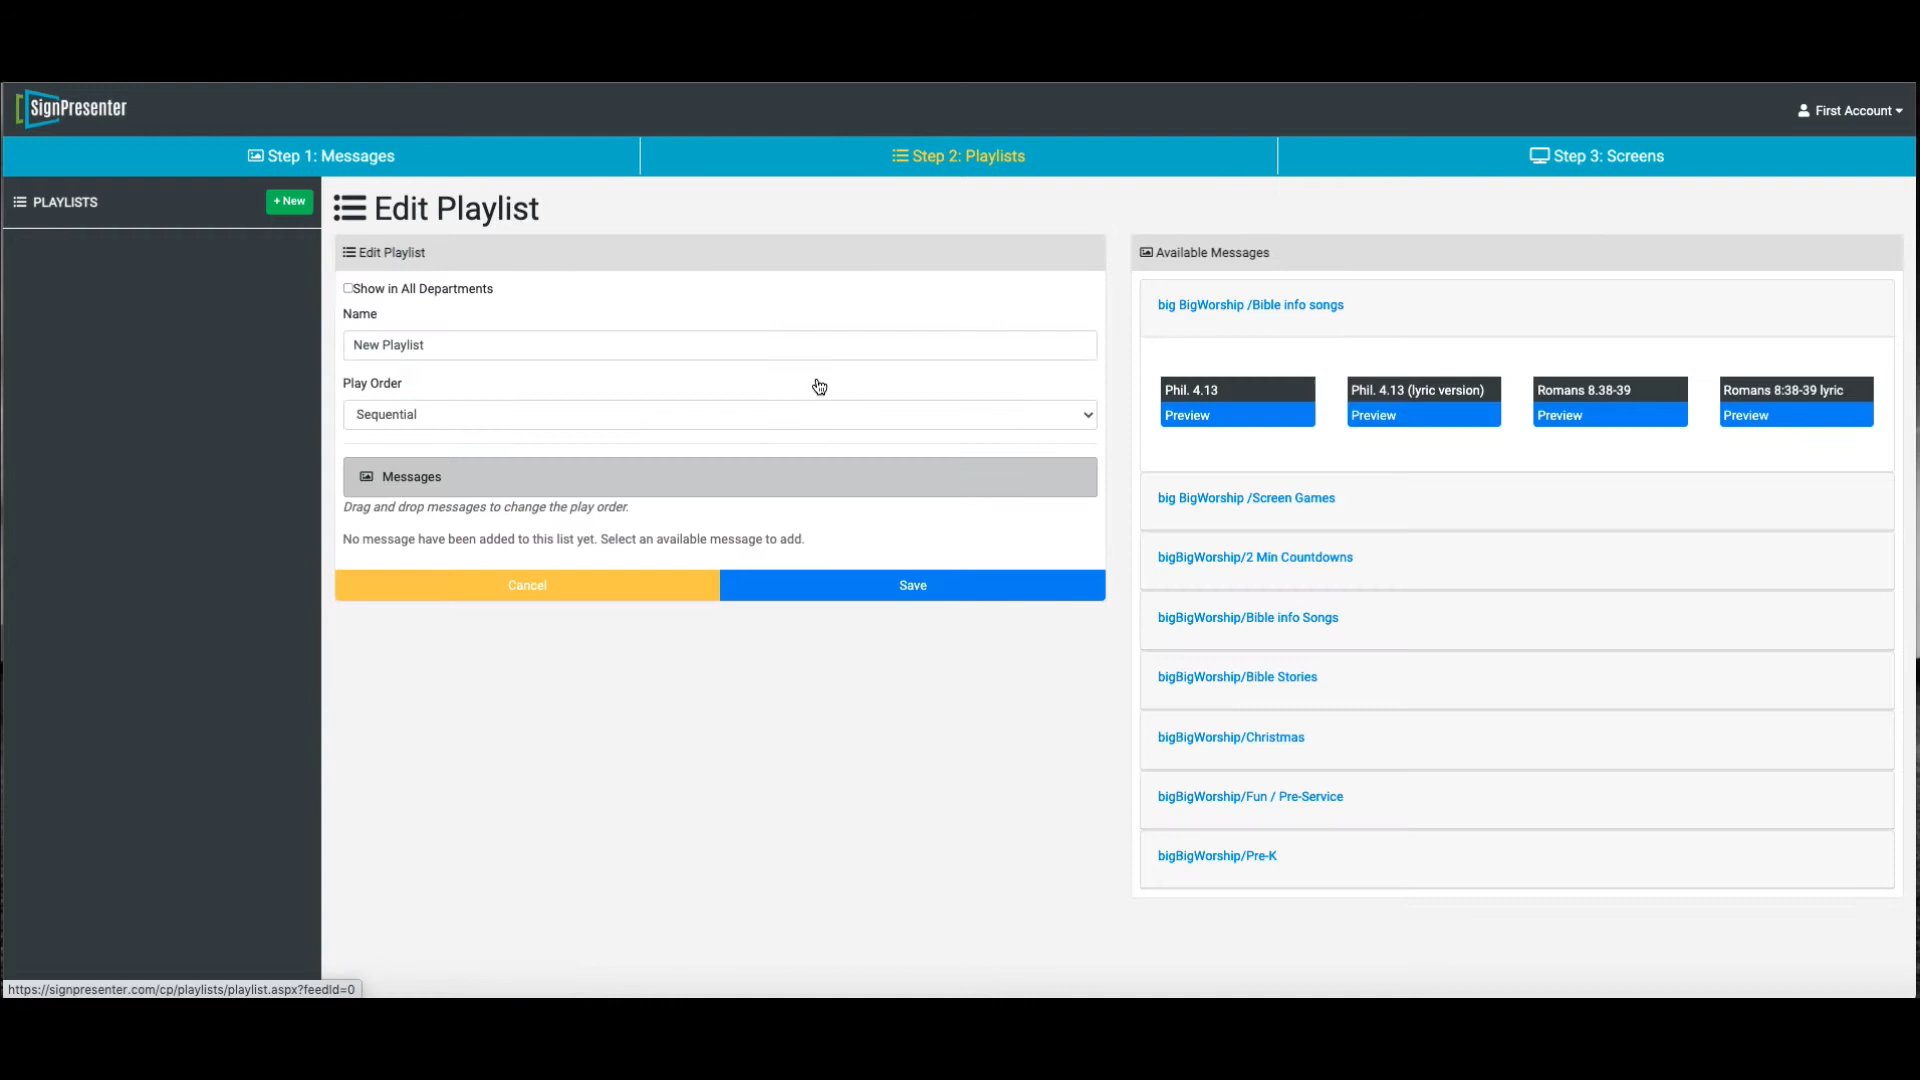 SignPresenter
First Account
Step 1: Messages
Step 2: Playlists
Step 3: Screens
PLAYLISTS
+ New
Edit Playlist
Edit Playlist
Show in All Departments
Name
New Playlist
Play Order
Sequential
Messages
Drag and drop messages to change the play order.
No message have been added to this list yet. Select an available message to add.
Cancel
Save
Available Messages
big BigWorship /Bible info songs
Phil. 4.13
Preview
Phil. 4.13 (lyric version)
Preview
Romans 8.38-39
Preview
Romans 8:38-39 lyric
Preview
big BigWorship /Screen Games
bigBigWorship/2 Min Countdowns
bigBigWorship/Bible info Songs
bigBigWorship/Bible Stories
bigBigWorship/Christmas
bigBigWorship/Fun / Pre-Service
bigBigWorship/Pre-K
https://signpresenter.com/cp/playlists/playlist.aspx?feedId=0